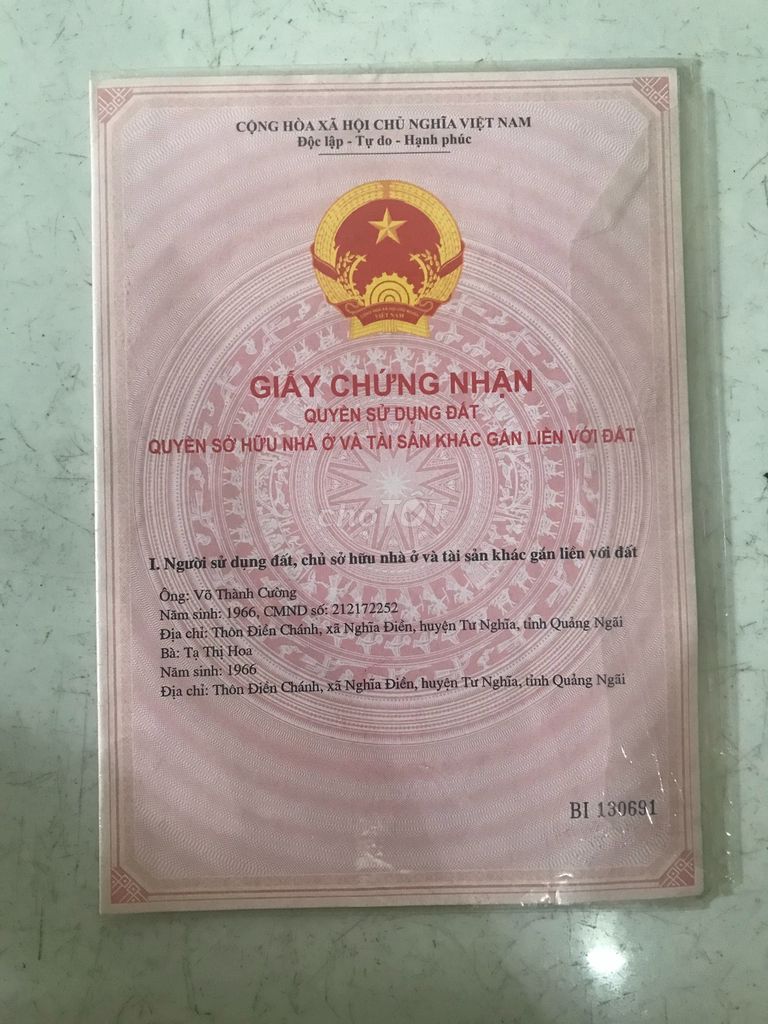 CỘNG HÒA XÃ HỘI CHỦ NGHĨA VIỆT NAM
Độc lập - Tự do - Hạnh phúc
VIỆT NAM
GIẤY CHỨNG NHẬN
QUYỀN SỬ DỤNG ĐẤT
QUYỀN SỞ HỮU NHÀ Ở VÀ TÀI SẢN KHÁC GẮN LIỀN VỚI ĐẤT
choTỐT
I. Người sử dụng đất, chủ sở hữu nhà ở và tài sản khác gắn liền với đất
Ông: Võ Thành Cường
Năm sinh: 1966, CMND số: 212172252
Địa chỉ: Thôn Điền Chánh, xã Nghĩa Điền, huyện Tư Nghĩa, tỉnh Quảng Ngãi
Bà: Tạ Thị Hoa
Năm sinh: 1966
Địa chỉ: Thôn Điền Chánh, xã Nghĩa Điền, huyện Tư Nghĩa, tỉnh Quảng Ngãi
BI 130691